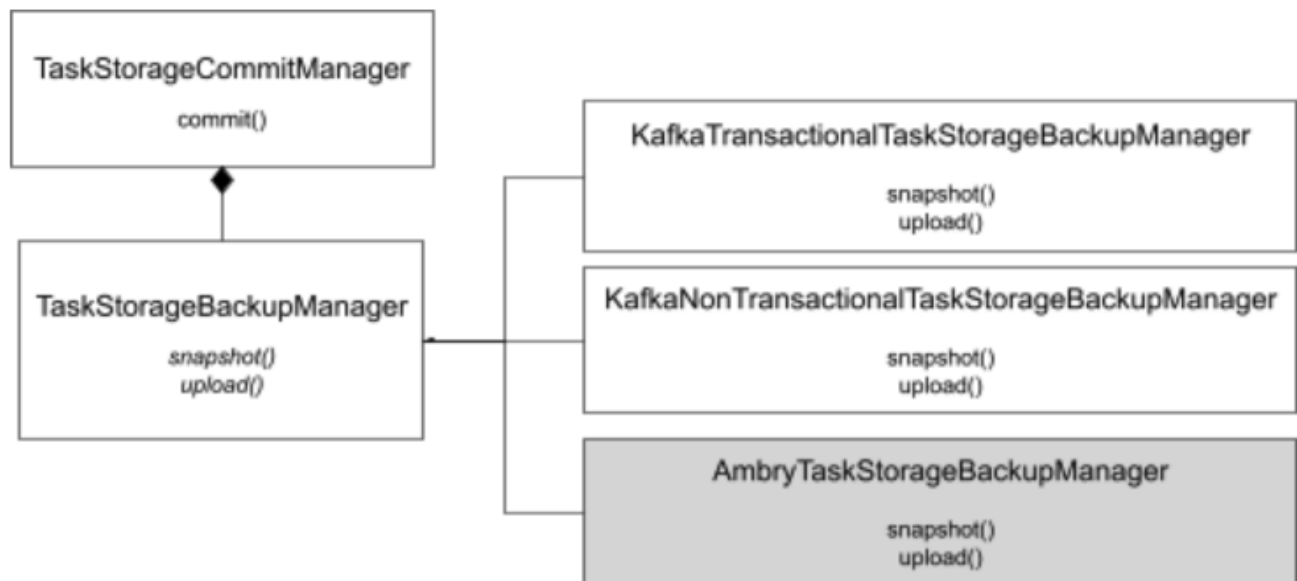 TaskStorageCommitManager
commit()
TaskStorageBackupManager
snapshot()
upload()
KafkaTransactionalTaskStorageBackupManager
snapshot()
upload()
KafkaNonTransactionalTaskStorageBackupManager
snapshot()
upload()
AmbryTaskStorageBackupManager
snapshot()
upload()